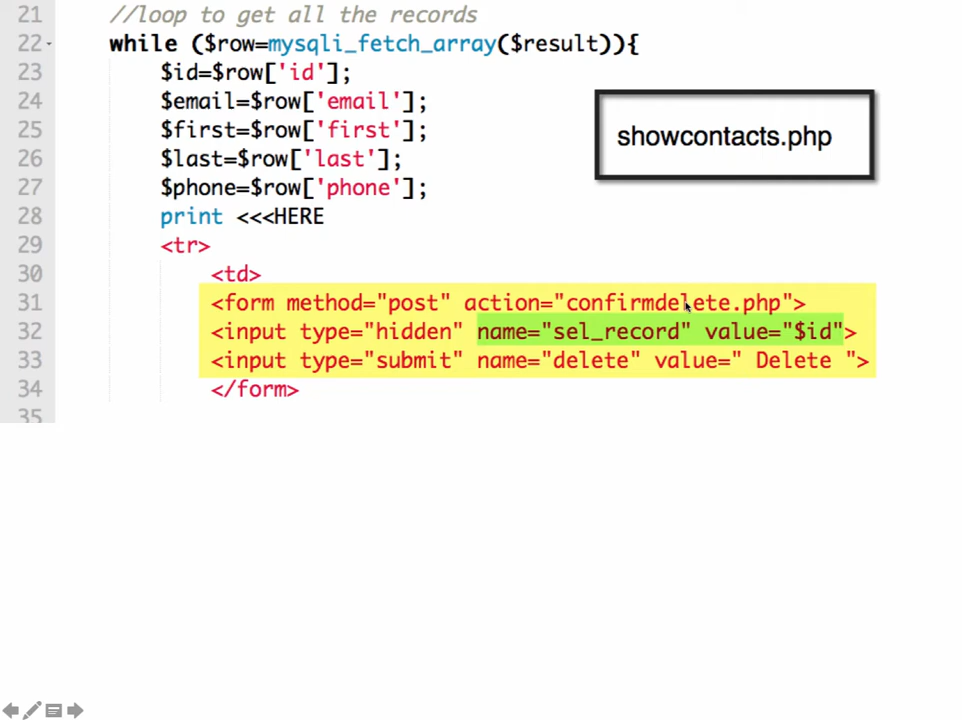 21 //loop to get all the records
22 while ($row=mysqli_fetch_array($result)){
23 $id=$row['id'];
24 $email=$row['email'];
25 $first=$row['first'];
26 $last=$row['last'];
27 $phone=$row['phone'];
28 print <<<HERE
29 <tr>
30 <td>
31 <form method="post" action="confirmdelete.php">
32 <input type="hidden" name="sel_record" value="$id">
33 <input type="submit" name="delete" value=" Delete ">
34 </form>
35
showcontacts.php